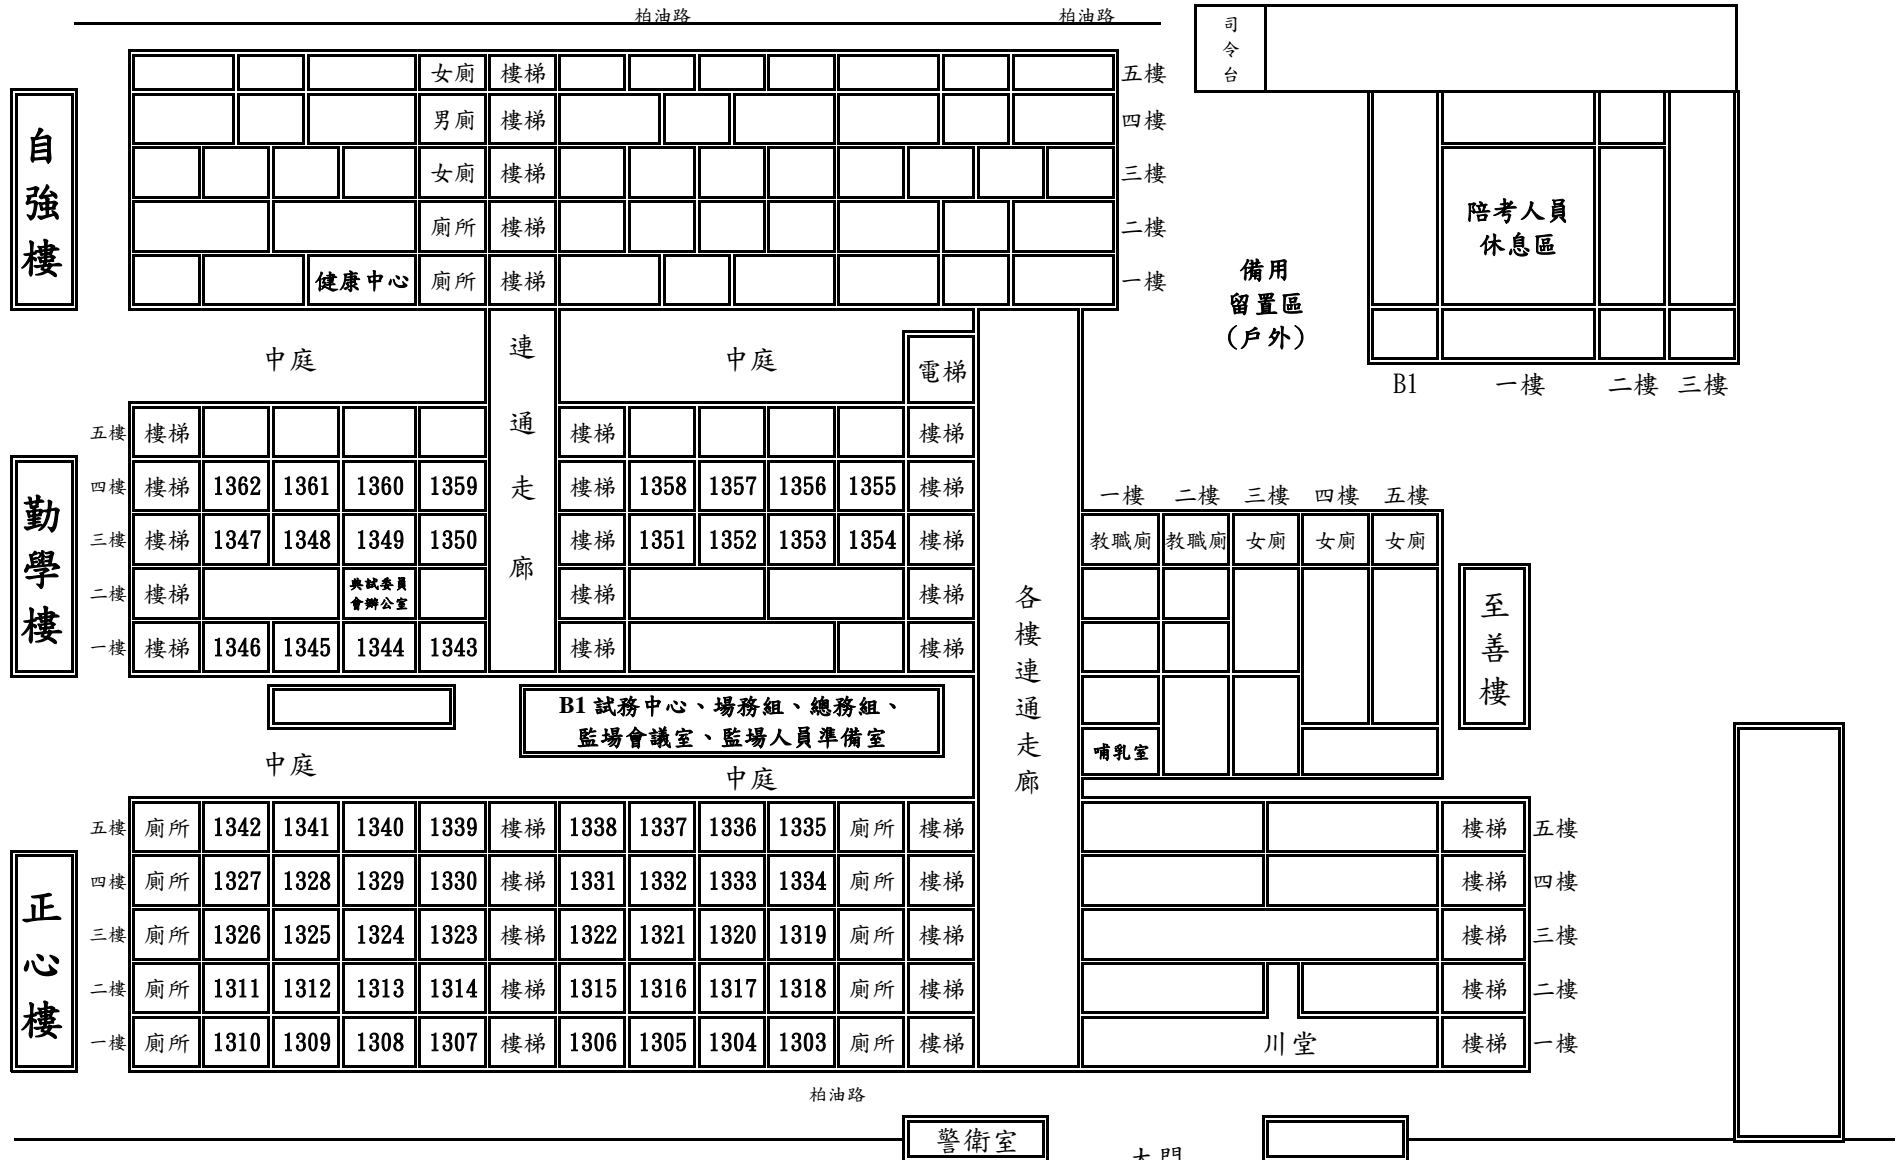 柏油路 柏油路
司令台
自強樓
女廁 樓梯 五樓
男廁 樓梯 四樓
女廁 樓梯 三樓
廁所 樓梯 二樓
健康中心 廁所 樓梯 一樓
陪考人員
休息區
備用
留置區
(戶外)
B1 一樓 二樓 三樓
中庭 中庭
連通走廊
電梯
勤學樓
五樓 樓梯 樓梯 樓梯
四樓 樓梯 1362 1361 1360 1359 樓梯 1358 1357 1356 1355 樓梯
三樓 樓梯 1347 1348 1349 1350 樓梯 1351 1352 1353 1354 樓梯
二樓 樓梯 典試委員 樓梯 樓梯
會辦公室
一樓 樓梯 1346 1345 1344 1343 樓梯 樓梯
各樓連通走廊
一樓 二樓 三樓 四樓 五樓
教職廁 教職廁 女廁 女廁 女廁
哺乳室
至善樓
B1 試務中心、場務組、總務組、
監場會議室、監場人員準備室
中庭 中庭
正心樓
五樓 廁所 1342 1341 1340 1339 樓梯 1338 1337 1336 1335 廁所 樓梯 樓梯 五樓
四樓 廁所 1327 1328 1329 1330 樓梯 1331 1332 1333 1334 廁所 樓梯 樓梯 四樓
三樓 廁所 1326 1325 1324 1323 樓梯 1322 1321 1320 1319 廁所 樓梯 樓梯 三樓
二樓 廁所 1311 1312 1313 1314 樓梯 1315 1316 1317 1318 廁所 樓梯 樓梯 二樓
一樓 廁所 1310 1309 1308 1307 樓梯 1306 1305 1304 1303 廁所 樓梯 川堂 樓梯 一樓
柏油路
警衛室 大門